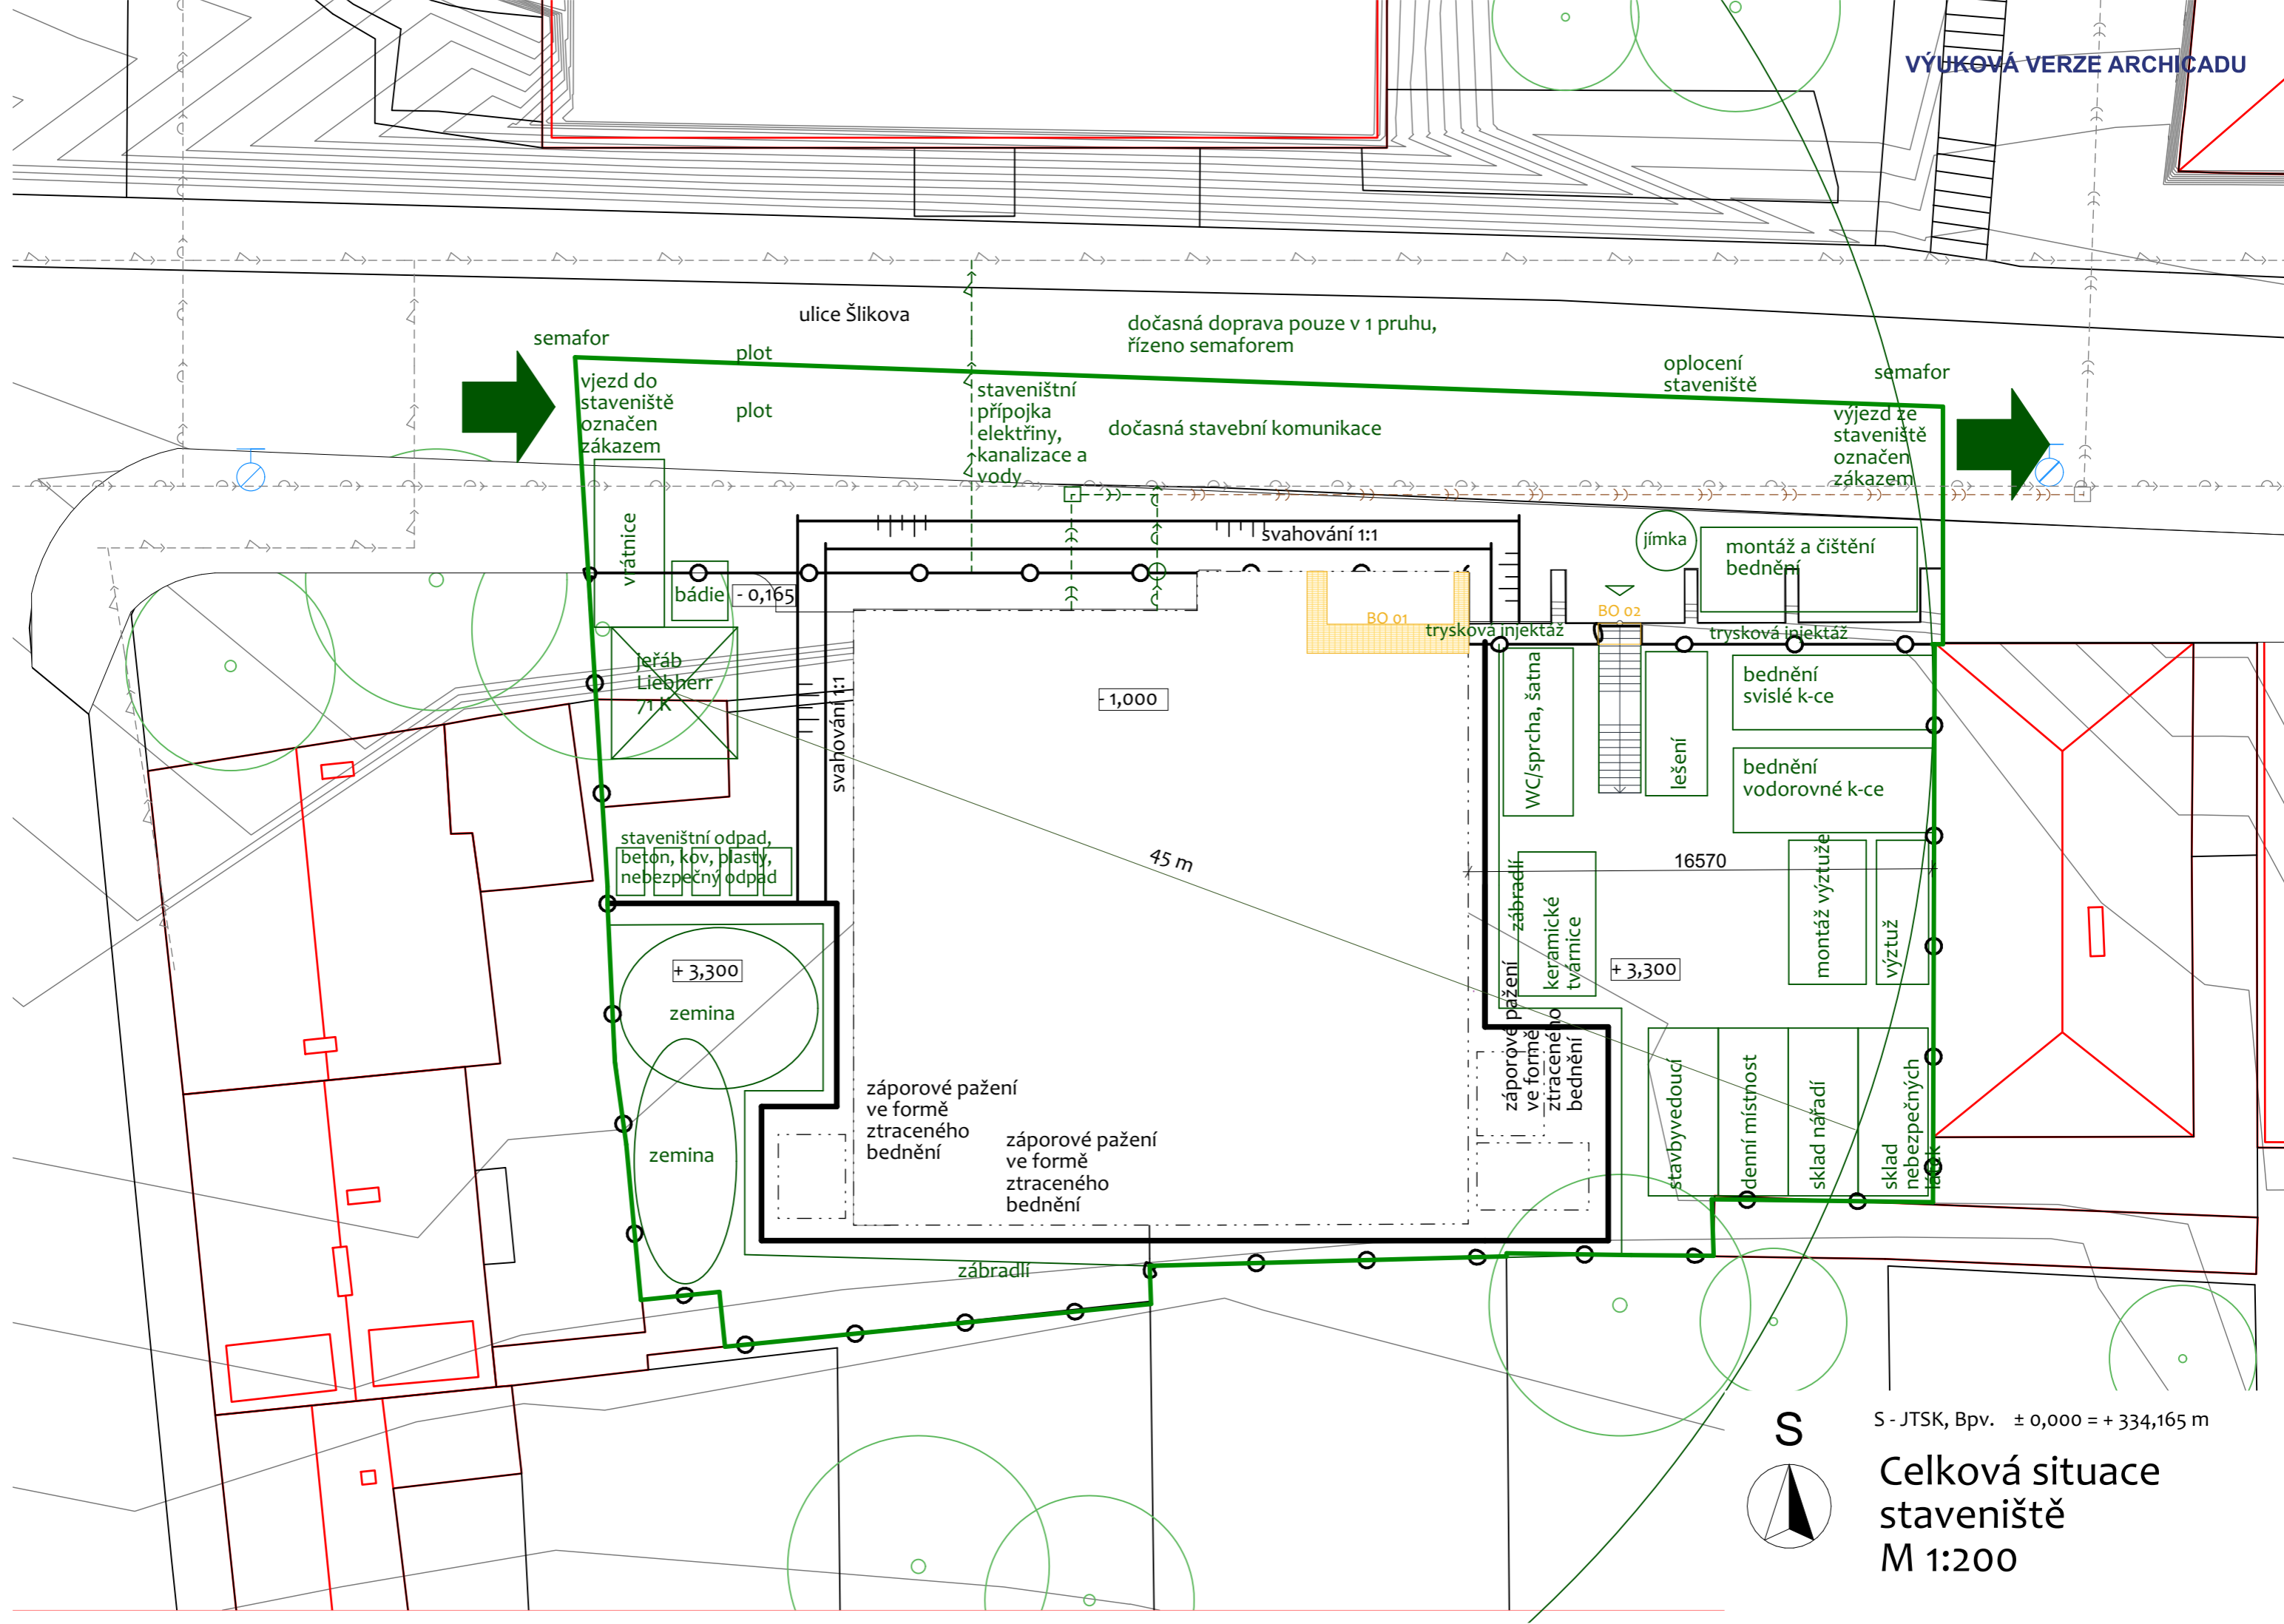 VÝUKOVÁ VERZE ARCHICADU
ulice Šlikova
semafor
plot
dočasná doprava pouze v 1 pruhu,
řízeno semaforem
oplocení
staveniště
semafor
vjezd do
staveniště
označen
zákazem
plot
staveništní
přípojka
elektřiny,
kanalizace a
vody
dočasná stavební komunikace
výjezd ze
staveniště
označen
zákazem
vrátnice
bádie
- 0,165
svahování 1:1
jímka
montáž a čištění
bednění
BO 01
BO 02
trysková injektáž
trysková injektáž
jeřáb
Liebherr
71 K
svahování 1:1
- 1,000
WC/sprcha, šatna
lešení
bednění
svislé k-ce
bednění
vodorovné k-ce
staveništní odpad,
beton, kov, plasty,
nebezpečný odpad
45 m
16570
zábradlí
keramické
tvárnice
montáž výztuže
výztuž
+ 3,300
zemina
+ 3,300
záporové pažení
ve formě
ztraceného
bednění
zemina
záporové pažení
ve formě
ztraceného
bednění
záporové pažení
ve formě
ztraceného
bednění
stavbyvedoucí
denní místnost
sklad nářadí
sklad
nebezpečných
látek
zábradlí
S
S - JTSK, Bpv. ± 0,000 = + 334,165 m
Celková situace
staveniště
M 1:200